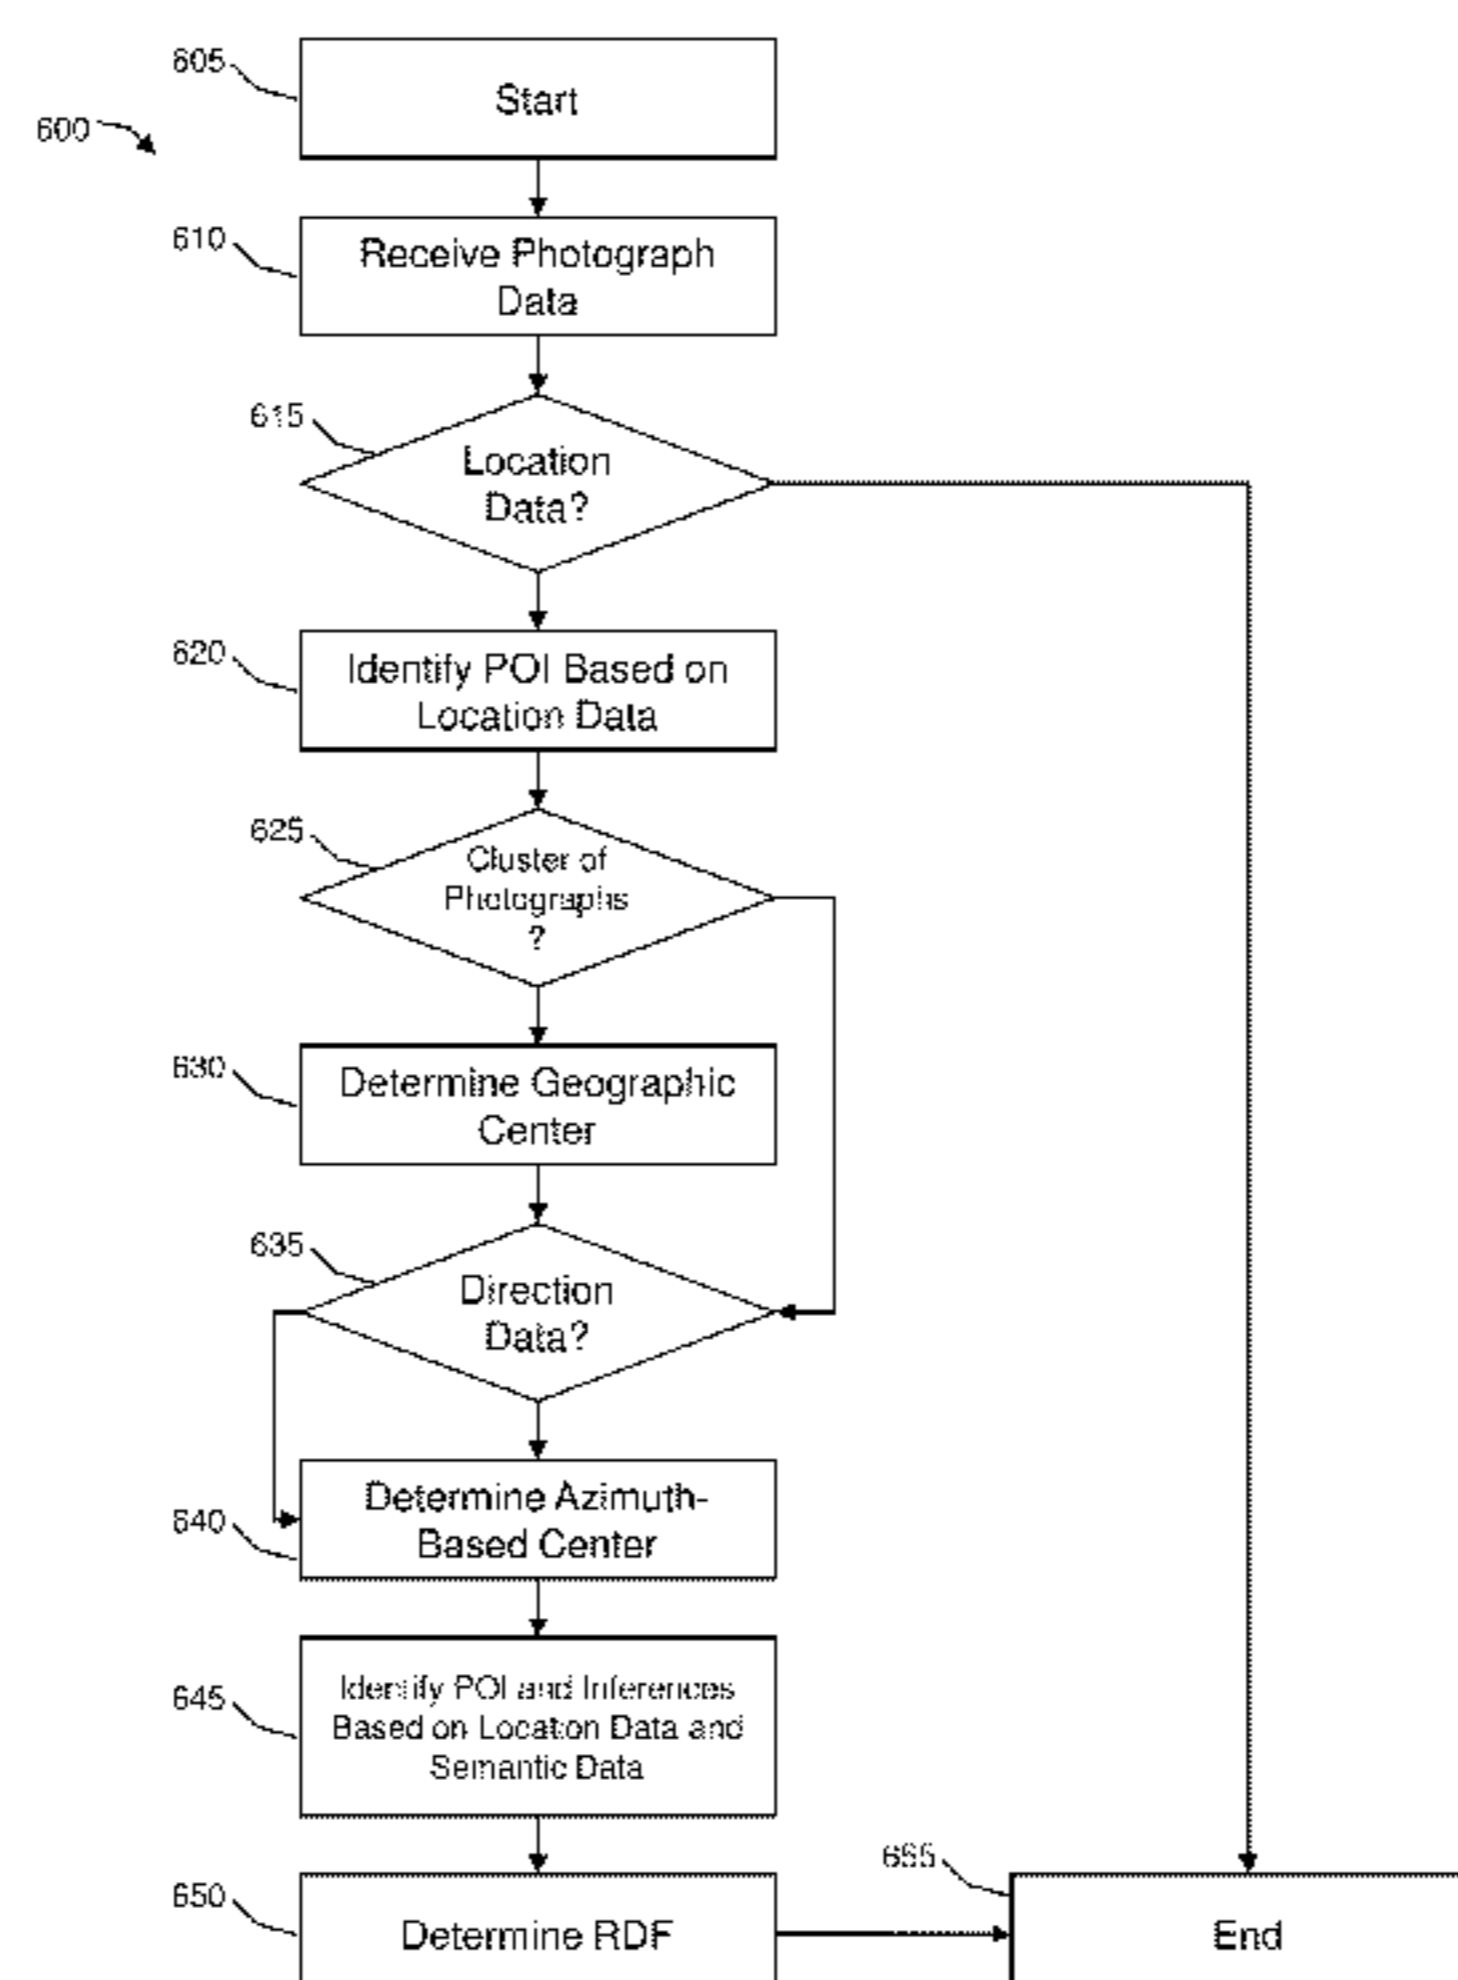 605
Start
600
610
Receive Photograph
Data
615
Location
Data?
620
Identify POI Based on
Location Data
625
Cluster of
Photographs
?
630
Determine Geographic
Center
635
Direction
Data?
Determine Azimuth-
Based Center
640
645
Identify POI and Inferences
Based on Location Data and
Semantic Data
655
650
Determine RDF
End